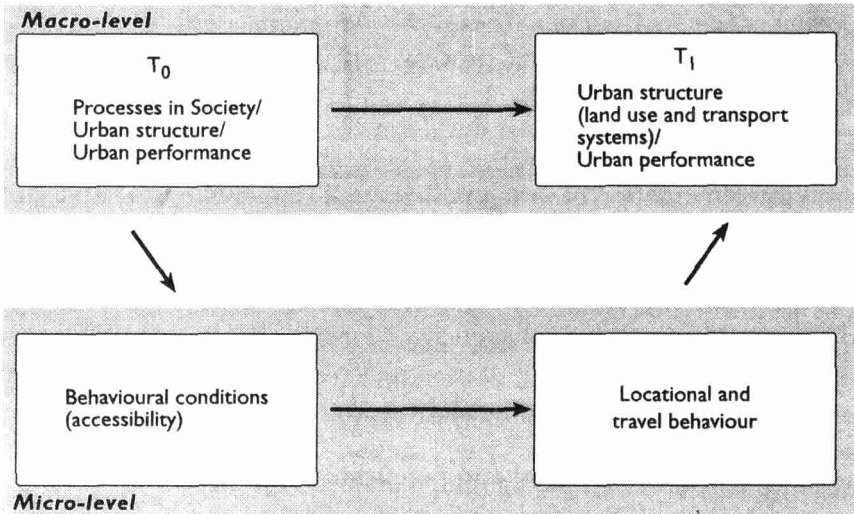 Macro-level
T0
Processes in Society/
Urban structure/
Urban performance
T1
Urban structure
(land use and transport
systems)/
Urban performance
Behavioural conditions
(accessibility)
Locational and
travel behaviour
Micro-level